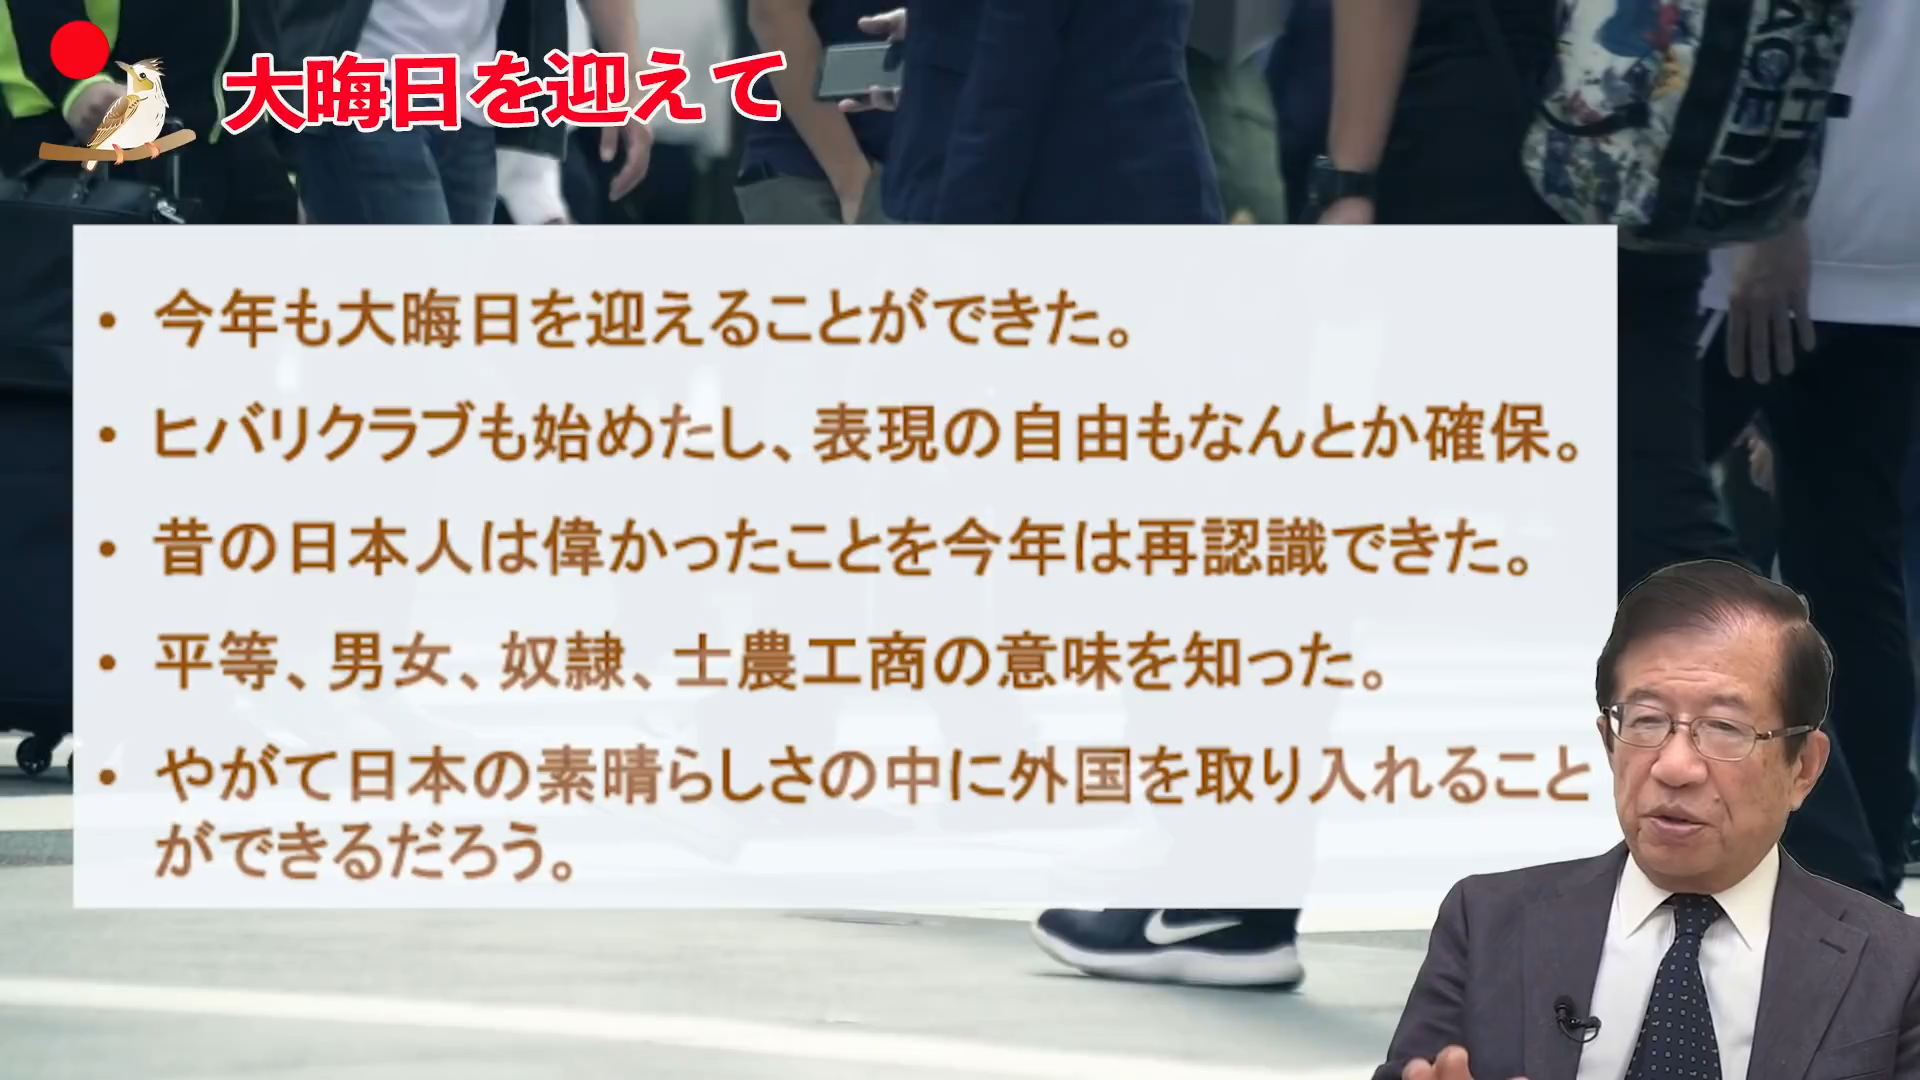 大晦日を迎えて
• 今年も大晦日を迎えることができた。
• ヒバリクラブも始めたし、表現の自由もなんとか確保。
• 昔の日本人は偉かったことを今年は再認識できた。
• 平等、男女、奴隷、士農工商の意味を知った。
• やがて日本の素晴らしさの中に外国を取り入れること
ができるだろう。